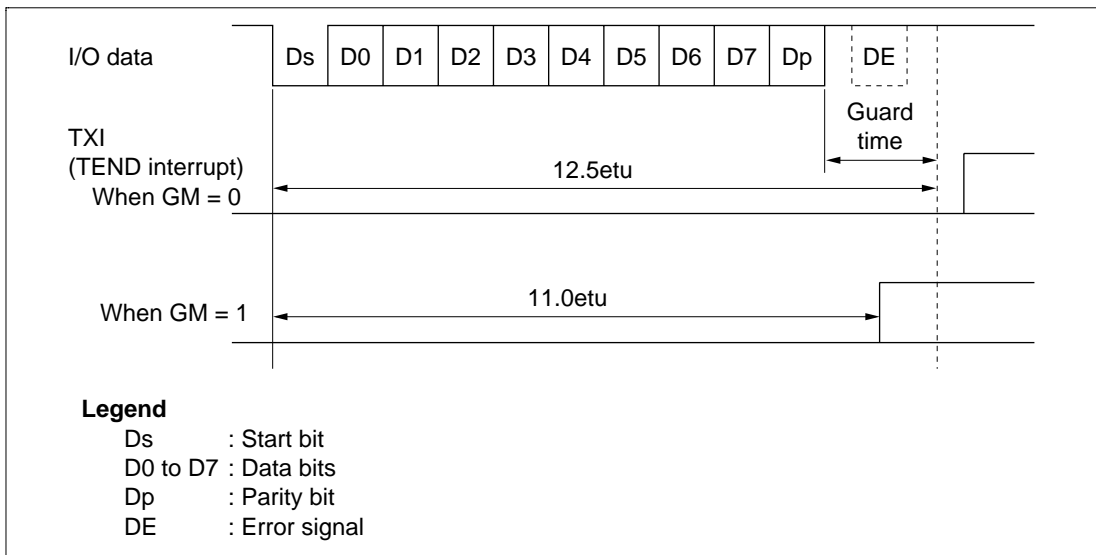 I/O data
Ds D0 D1 D2 D3 D4 D5 D6 D7 Dp DE
Guard
time
TXI
(TEND interrupt)
When GM = 0
12.5etu
When GM = 1
11.0etu
Legend
Ds : Start bit
D0 to D7 : Data bits
Dp : Parity bit
DE : Error signal